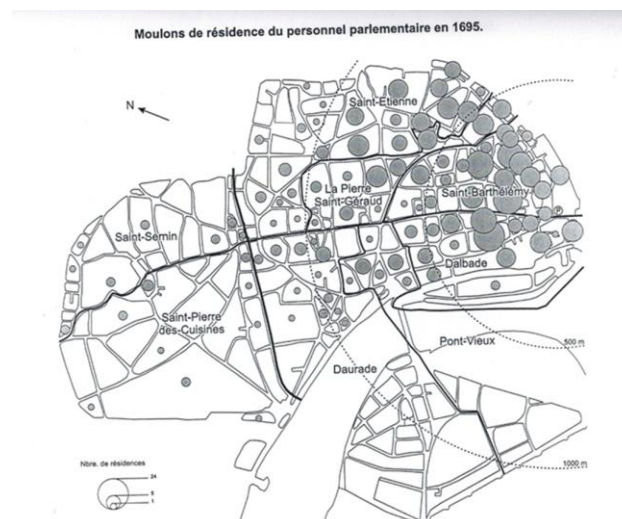 Moulons de résidence du personnel parlementaire en 1695.
N
Saint-Etienne
La Pierre
Saint-Géraud
Saint-Barthélémy
Saint-Sernin
Dalbade
Saint-Pierre
des-Cuisines
Pont-Vieux
500 m
Daurade
1000 m
Nbre. de résidences
24
5
1